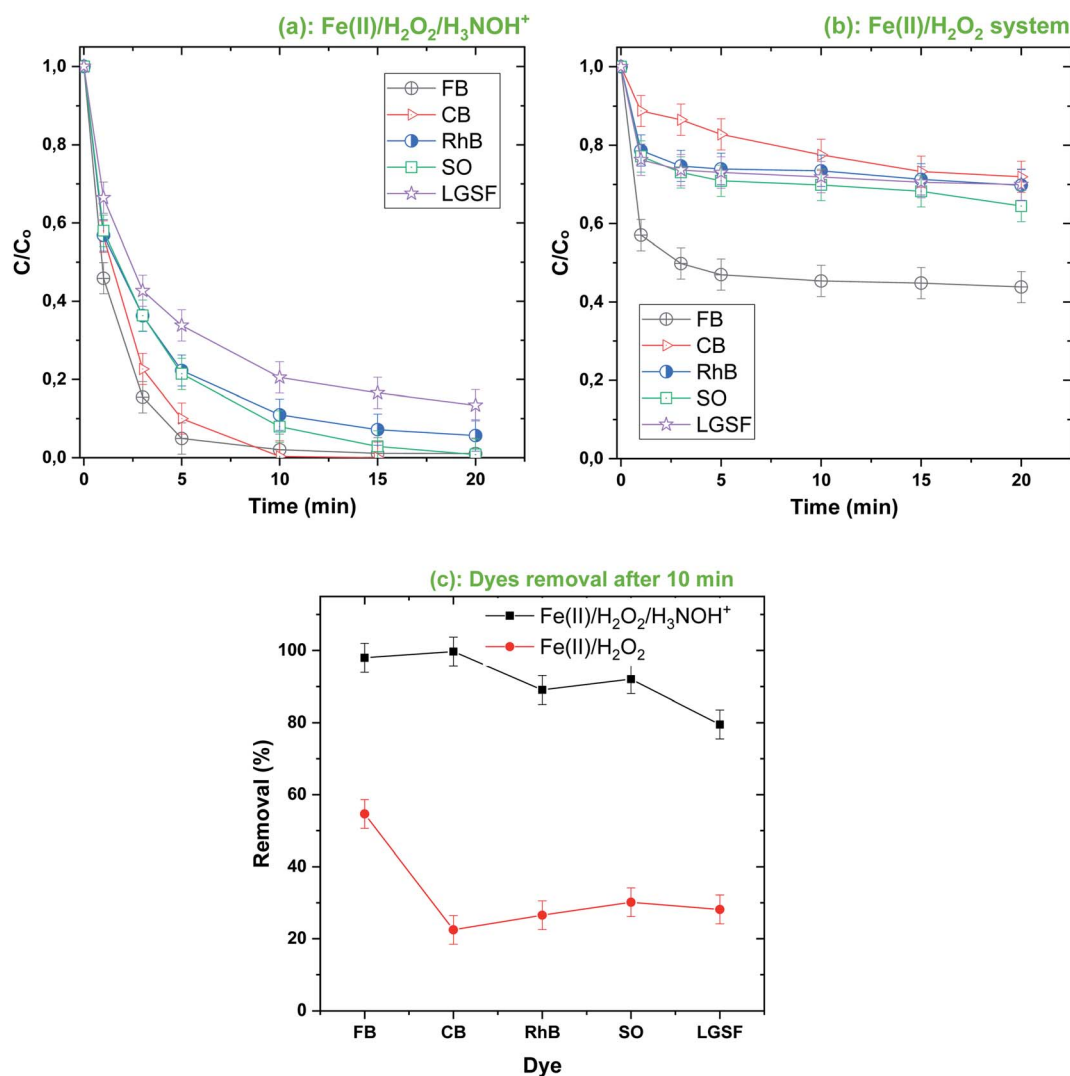 (a): Fe(II)/H₂O₂/H₃NOH⁺
1,0
0,8
0,6
0,4
0,2
0,0
C/Cₒ
FB
CB
RhB
SO
LGSF
0 5 10 15 20
Time (min)
(b): Fe(II)/H₂O₂ system
1,0
0,8
0,6
0,4
0,2
0,0
C/Cₒ
FB
CB
RhB
SO
LGSF
0 5 10 15 20
Time (min)
(c): Dyes removal after 10 min
Fe(II)/H₂O₂/H₃NOH⁺
Fe(II)/H₂O₂
100
80
60
40
20
0
Removal (%)
FB CB RhB SO LGSF
Dye